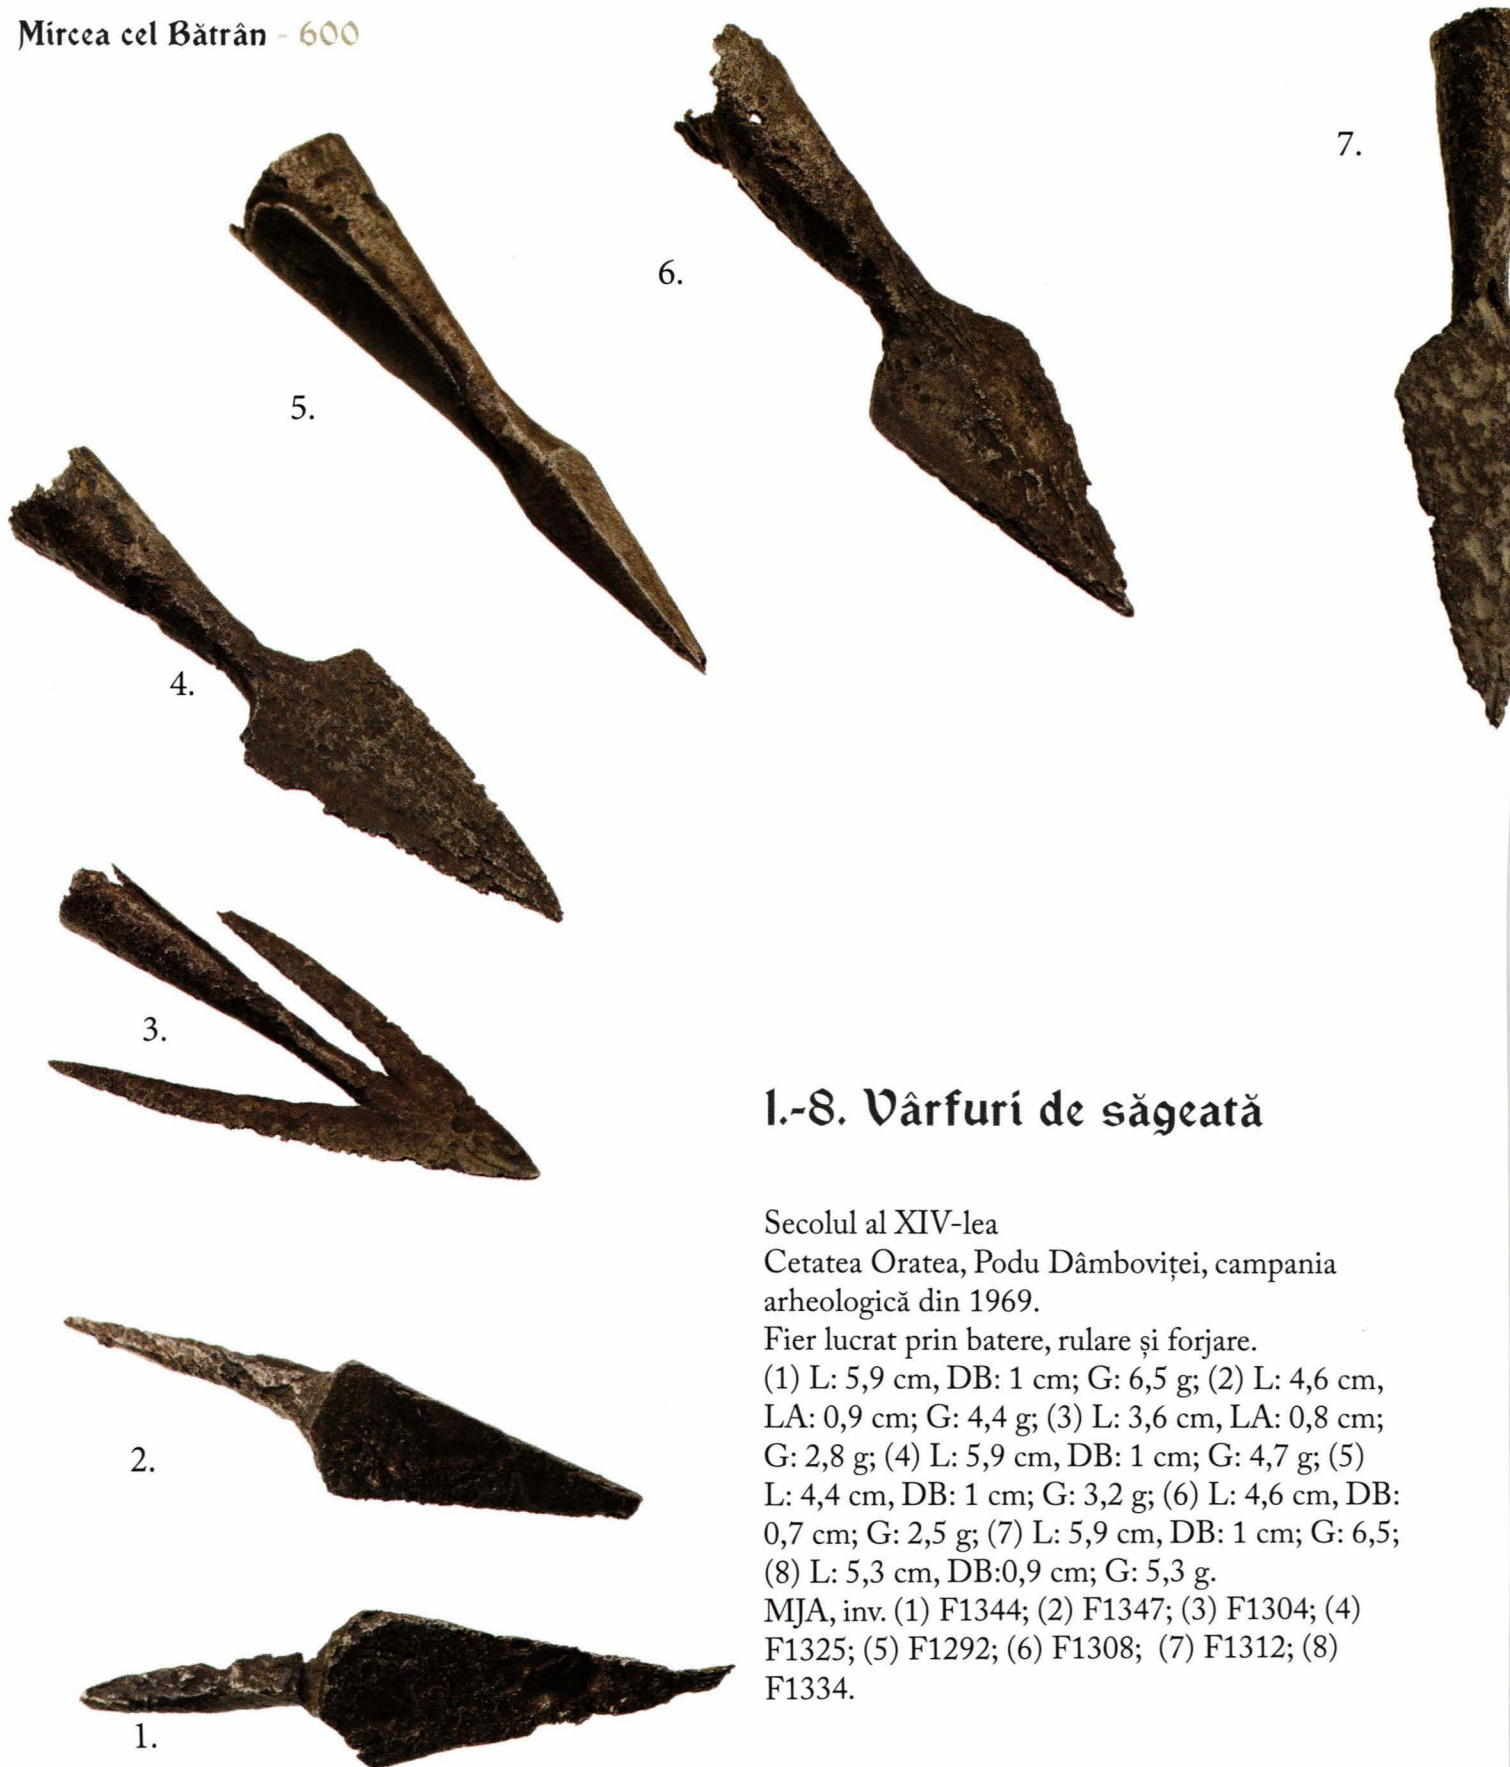 Mircea cel Bătrân - 600
7.
6.
5.
4.
3.
1.-8. Vârfuri de săgeată
Secolul al XIV-lea
Cetatea Oratea, Podu Dâmboviței, campania
arheologică din 1969.
Fier lucrat prin batere, rulare și forjare.
(1) L: 5,9 cm, DB: 1 cm; G: 6,5 g; (2) L: 4,6 cm,
LA: 0,9 cm; G: 4,4 g; (3) L: 3,6 cm, LA: 0,8 cm;
G: 2,8 g; (4) L: 5,9 cm, DB: 1 cm; G: 4,7 g; (5)
L: 4,4 cm, DB: 1 cm; G: 3,2 g; (6) L: 4,6 cm, DB:
0,7 cm; G: 2,5 g; (7) L: 5,9 cm, DB: 1 cm; G: 6,5;
(8) L: 5,3 cm, DB:0,9 cm; G: 5,3 g.
MJA, inv. (1) F1344; (2) F1347; (3) F1304; (4)
F1325; (5) F1292; (6) F1308; (7) F1312; (8)
F1334.
2.
1.